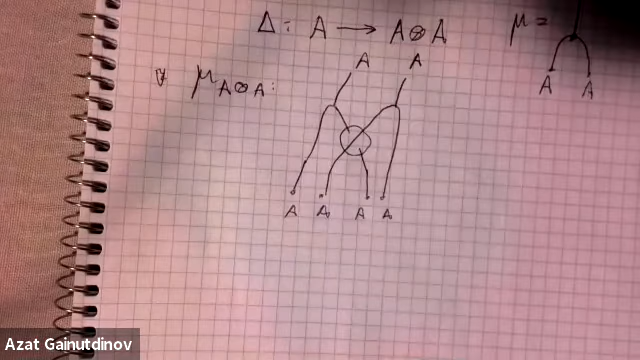 Δ: A → A⊗A
μ =
A A
μ_{A⊗A}:
A A
A A A A
Azat Gainutdinov